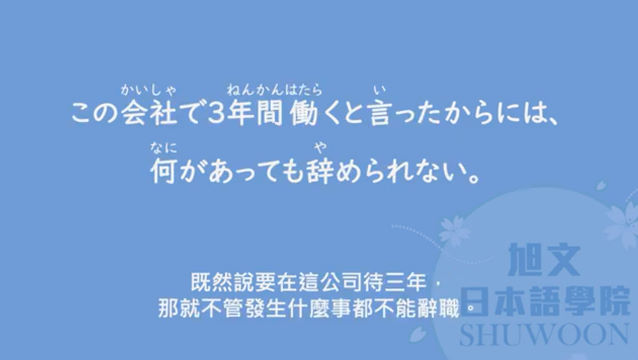 かいしゃ ねんかんはたら い
この会社で3年間働くと言ったからには、
なに や
何があっても辞められない。
既然說要在這公司待三年，
那就不管發生什麼事都不能辭職。
旭文
日本語學院
SHUWOON